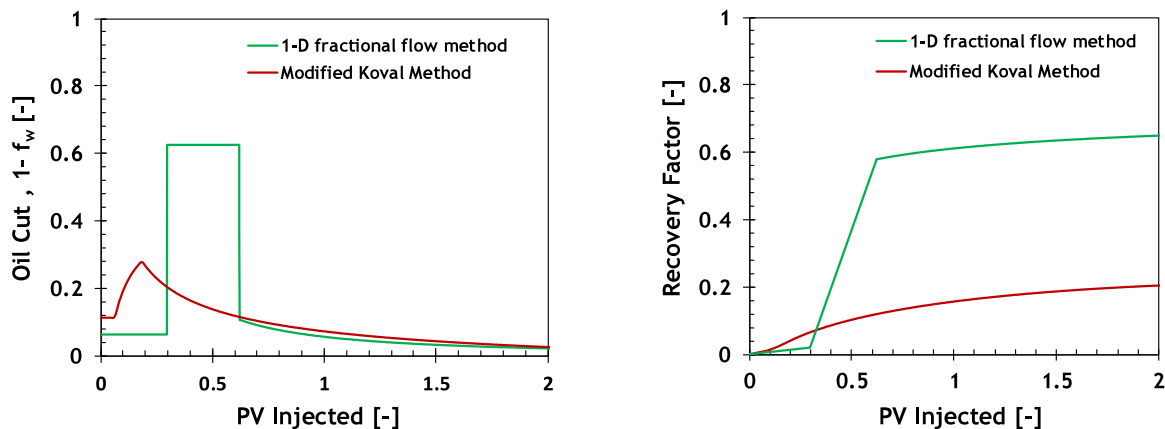 1
0.8
0.6
0.4
0.2
0
Oil Cut , 1- fw [-]
1-D fractional flow method
Modified Koval Method
0
0.5
1
1.5
2
PV Injected [-]
1
0.8
0.6
0.4
0.2
0
Recovery Factor [-]
1-D fractional flow method
Modified Koval Method
0
0.5
1
1.5
2
PV Injected [-]